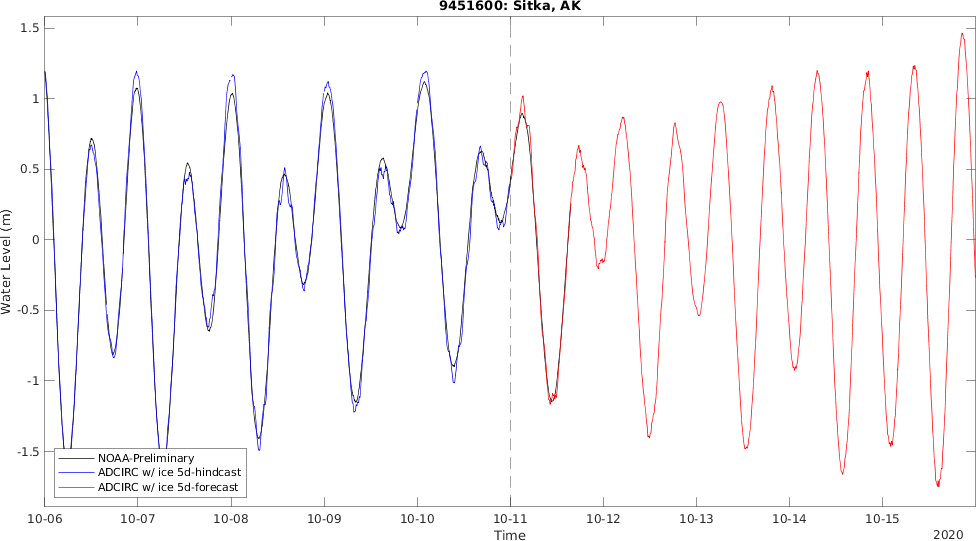 9451600: Sitka, AK
1.5
1
0.5
0
-0.5
-1
-1.5
Water Level (m)
NOAA-Preliminary
ADCIRC w/ ice 5d-hindcast
ADCIRC w/ ice 5d-forecast
10-06 10-07 10-08 10-09 10-10 10-11 10-12 10-13 10-14 10-15
Time
2020